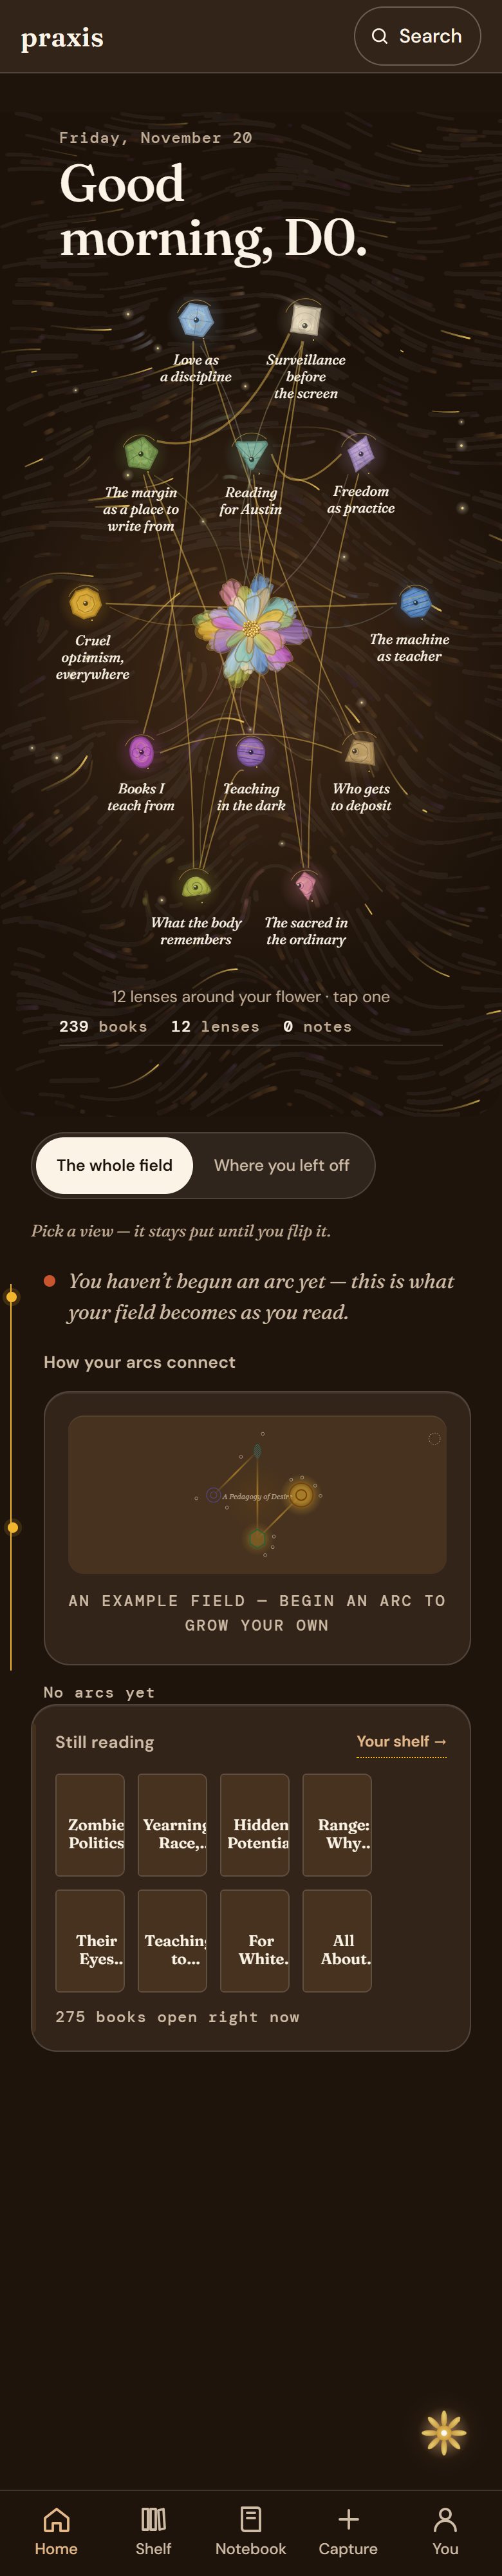 praxis
Search
Friday, November 20
Good
morning, D0.
Love as
a discipline
Surveillance
before
the screen
The margin
as a place to
write from
Reading
for Austin
Freedom
as practice
Cruel
optimism,
everywhere
The machine
as teacher
Books I
teach from
Teaching
in the dark
Who gets
to deposit
What the body
remembers
The sacred in
the ordinary
12 lenses around your flower · tap one
239 books 12 lenses 0 notes
The whole field
Where you left off
Pick a view — it stays put until you flip it.
You haven’t begun an arc yet — this is what
your field becomes as you read.
How your arcs connect
A Pedagogy of Desir
AN EXAMPLE FIELD — BEGIN AN ARC TO
GROW YOUR OWN
No arcs yet
Still reading
Your shelf →
Zombie
Politics
Yearning
Race,..
Hidden
Potentia
Range:
Why..
Their
Eyes..
Teaching
to...
For
White.
All
About.
275 books open right now
Home
Shelf
Notebook
Capture
You